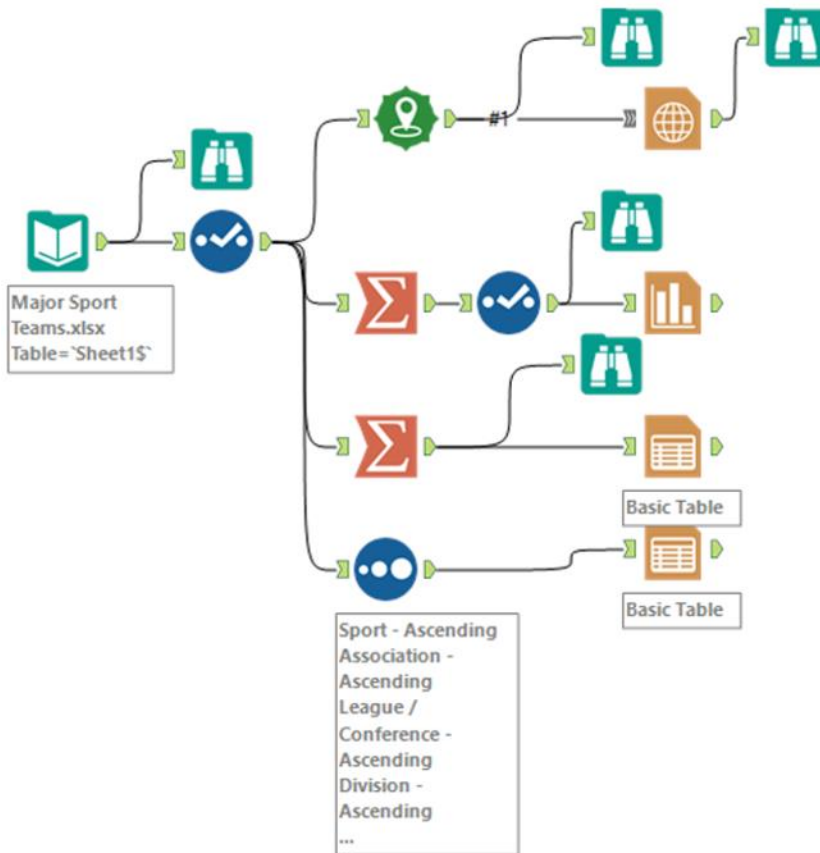 #1
Major Sport
Teams.xlsx
Table=`Sheet1$`
Basic Table
Basic Table
Sport - Ascending
Association -
Ascending
League /
Conference -
Ascending
Division -
Ascending
...